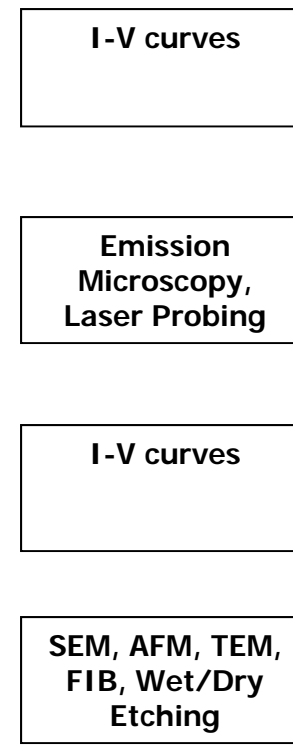 I-V curves
Emission
Microscopy,
Laser Probing
I-V curves
SEM, AFM, TEM,
FIB, Wet/Dry
Etching